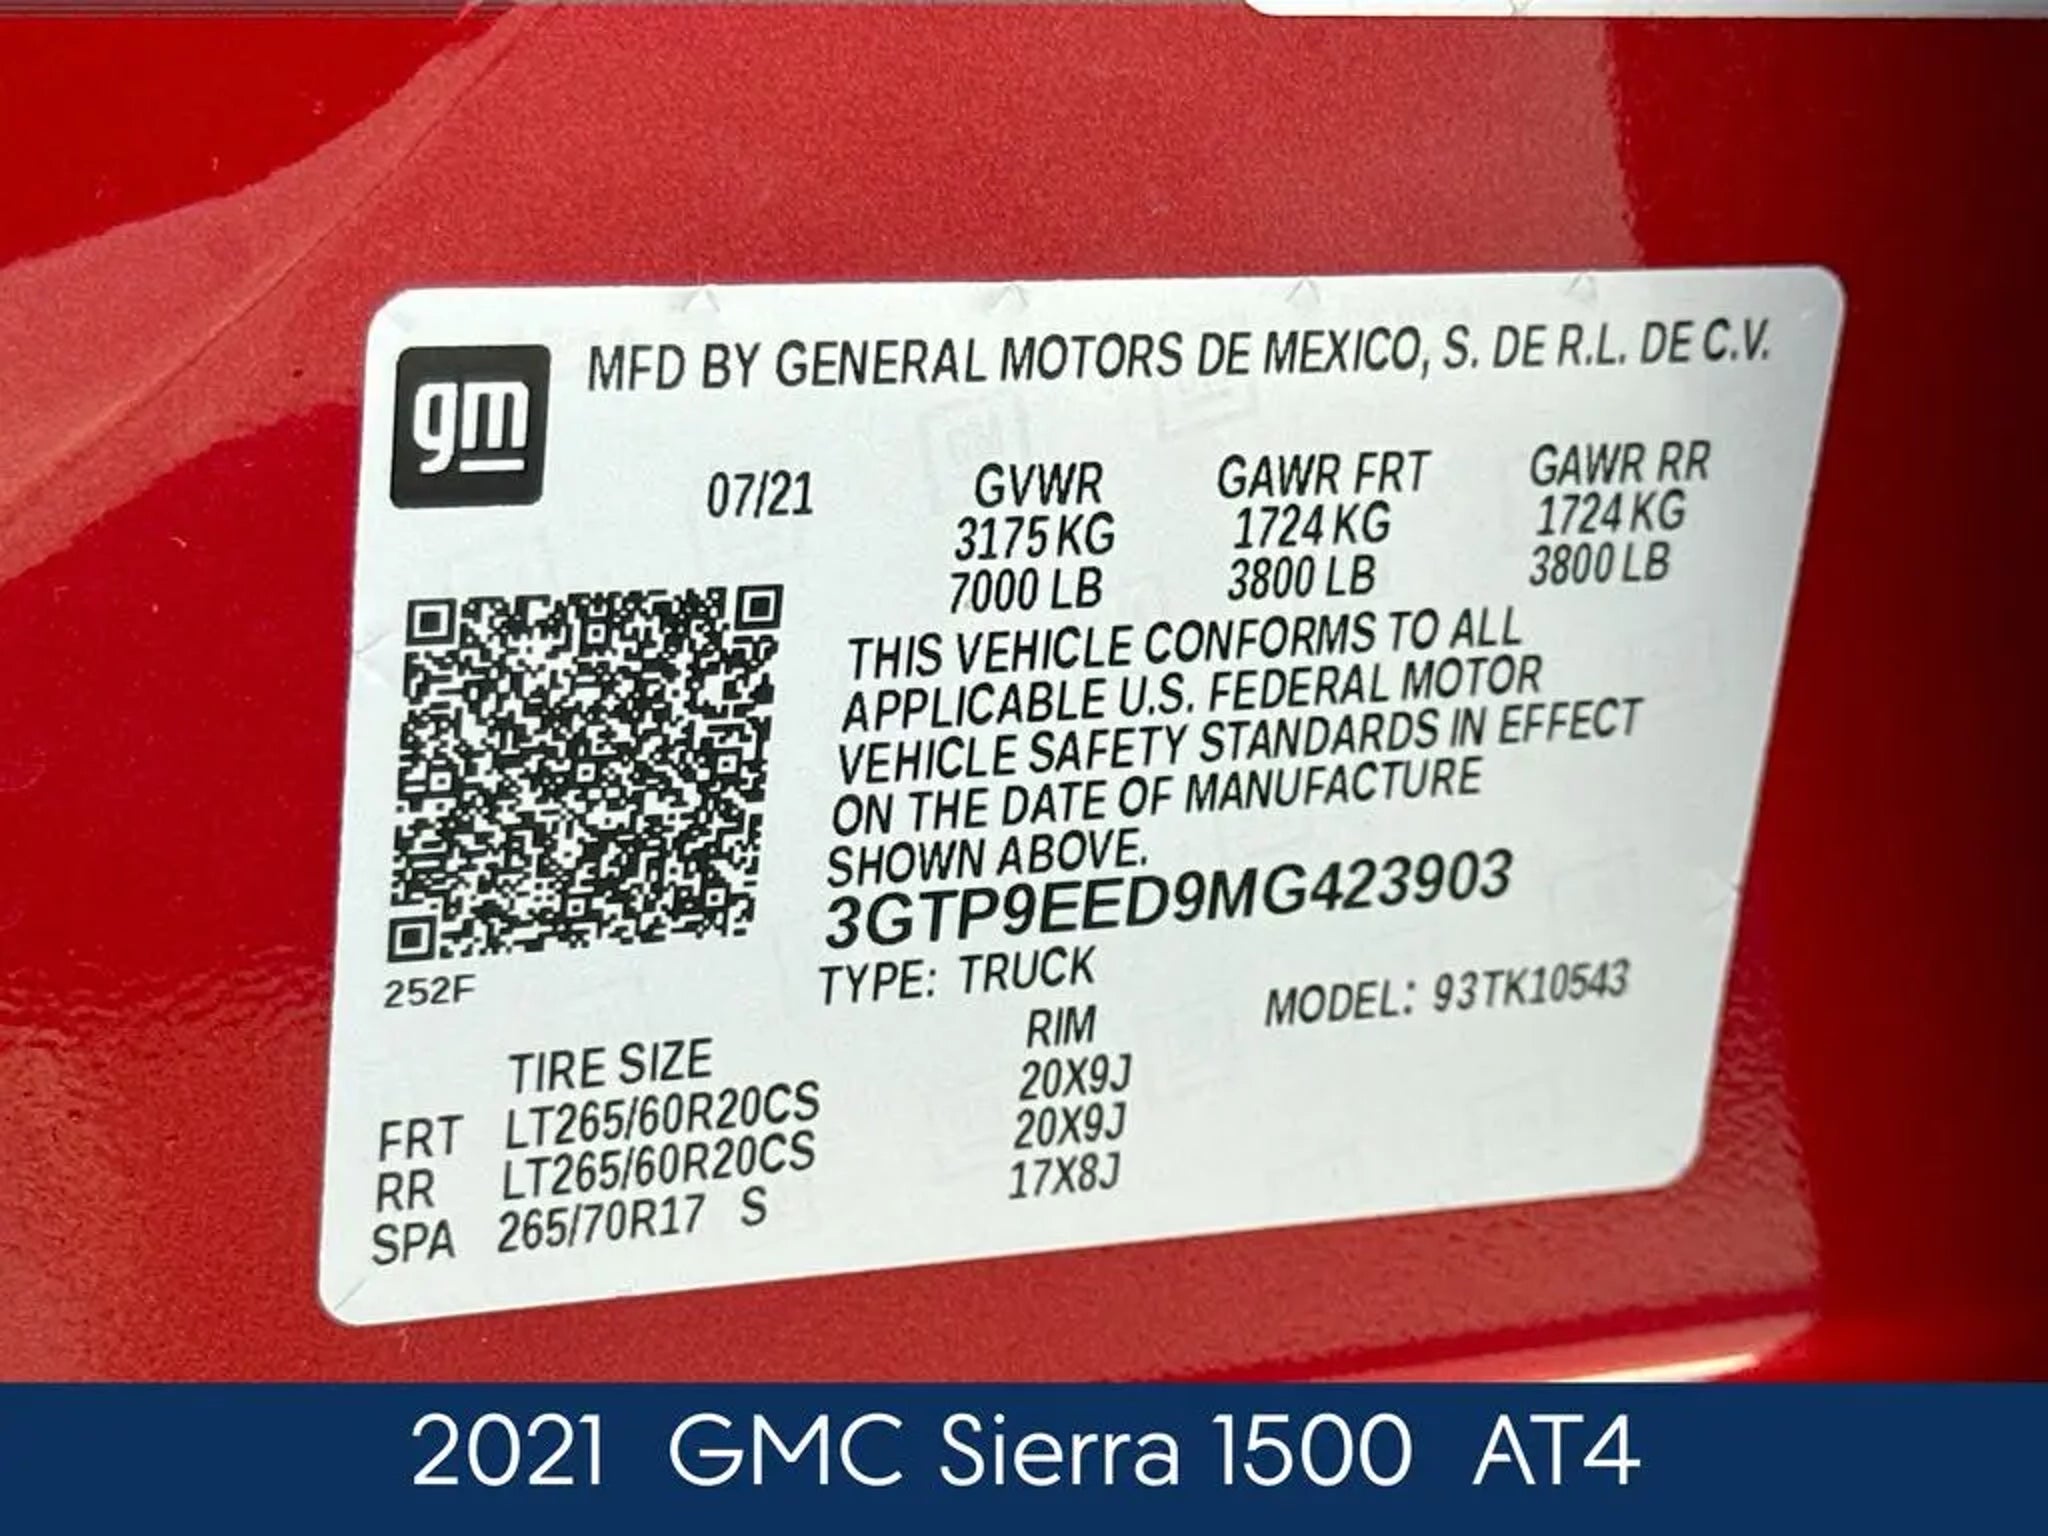 gm
MFD BY GENERAL MOTORS DE MEXICO, S. DE R.L. DE C.V.
07/21 GVWR GAWR FRT GAWR RR
3175 KG 1724 KG 1724 KG
7000 LB 3800 LB 3800 LB
THIS VEHICLE CONFORMS TO ALL
APPLICABLE U.S. FEDERAL MOTOR
VEHICLE SAFETY STANDARDS IN EFFECT
ON THE DATE OF MANUFACTURE
SHOWN ABOVE.
3GTP9EED9MG423903
252F
TYPE: TRUCK MODEL: 93TK10543
TIRE SIZE RIM
FRT LT265/60R20CS 20X9J
RR LT265/60R20CS 20X9J
SPA 265/70R17 S 17X8J
2021 GMC Sierra 1500 AT4